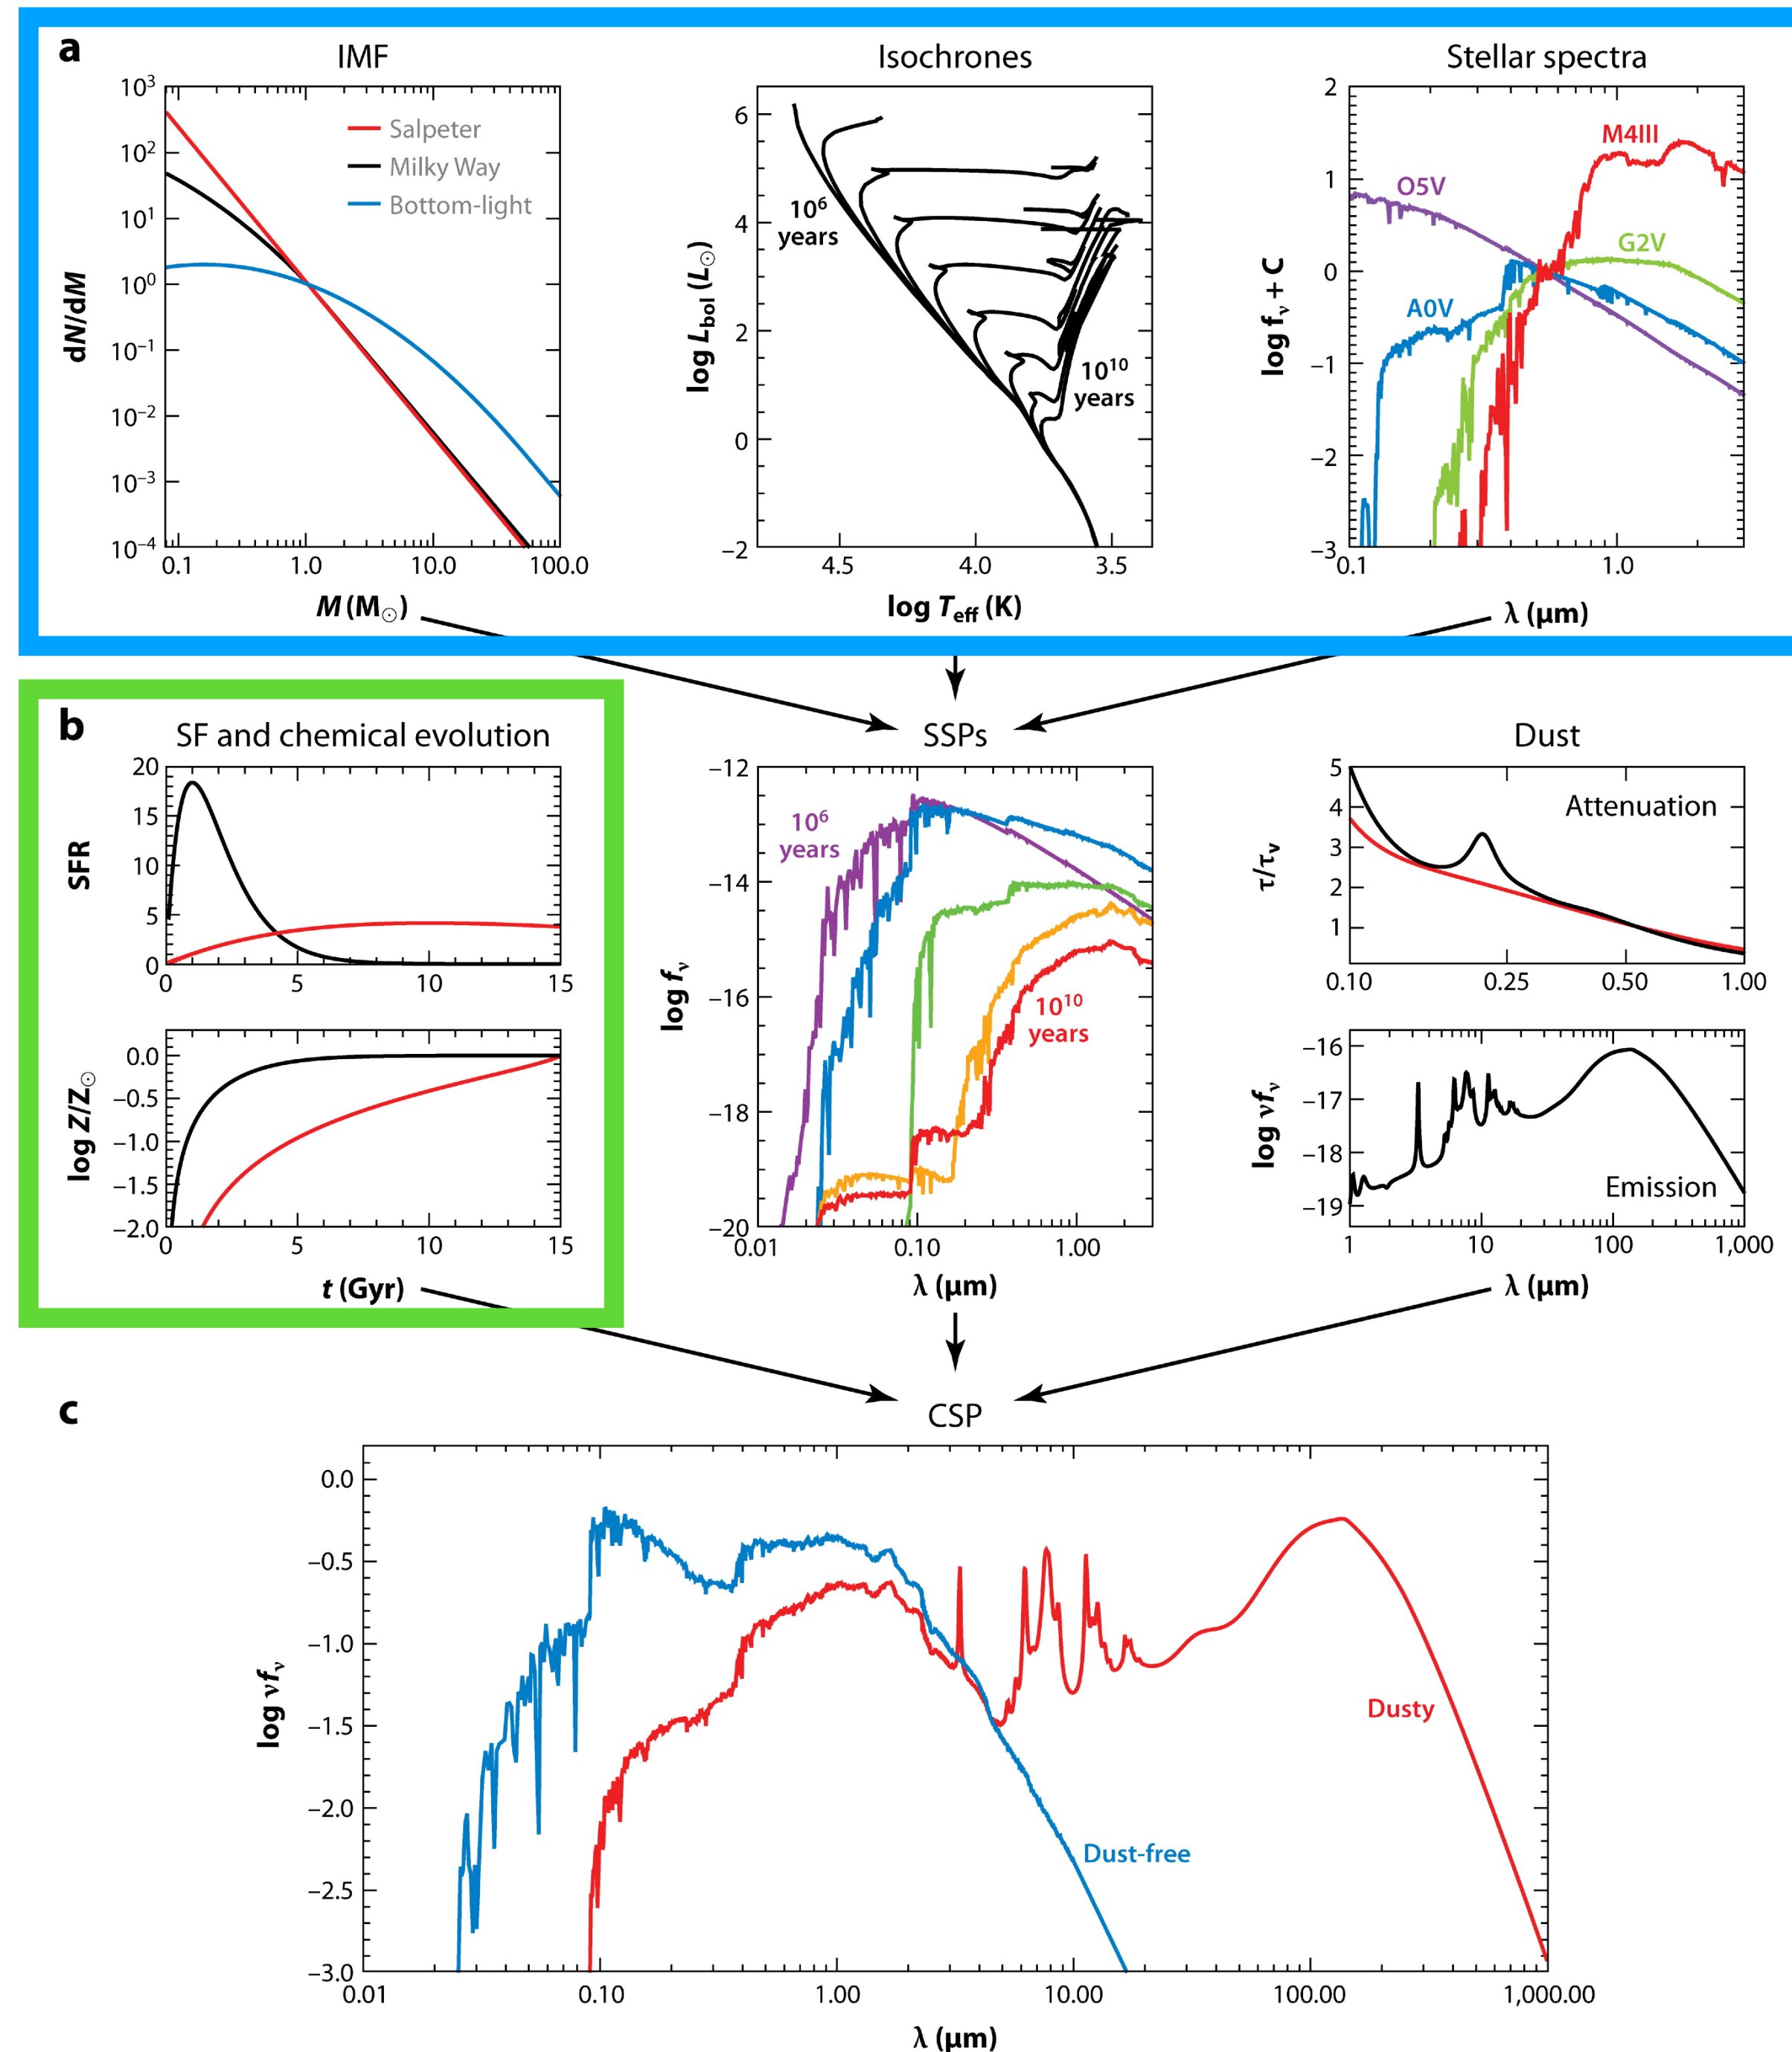 a
IMF
Isochrones
Stellar spectra
10³
10²
10¹
10⁰
10⁻¹
10⁻²
10⁻³
10⁻⁴
dN/dM
Salpeter
Milky Way
Bottom-light
0.1
1.0
10.0
100.0
M (M☉)
6
4
2
0
−2
log Lbol (L☉)
10⁶
years
10¹⁰
years
4.5
4.0
3.5
log Teff (K)
2
1
0
−1
−2
−3
log fν + C
M4III
O5V
G2V
A0V
0.1
1.0
λ (μm)
b
SF and chemical evolution
SSPs
Dust
20
15
10
5
0
SFR
0
5
10
15
0.0
−0.5
−1.0
−1.5
−2.0
log Z/Z☉
0
5
10
15
t (Gyr)
−12
−14
−16
−18
−20
log fν
10⁶
years
10¹⁰
years
0.01
0.10
1.00
λ (μm)
5
4
3
2
1
τ/τv
Attenuation
0.10
0.25
0.50
1.00
−16
−17
−18
−19
log νfν
Emission
1
10
100
1,000
λ (μm)
c
CSP
0.0
−0.5
−1.0
−1.5
−2.0
−2.5
−3.0
log νfν
Dusty
Dust-free
0.01
0.10
1.00
10.00
100.00
1,000.00
λ (μm)